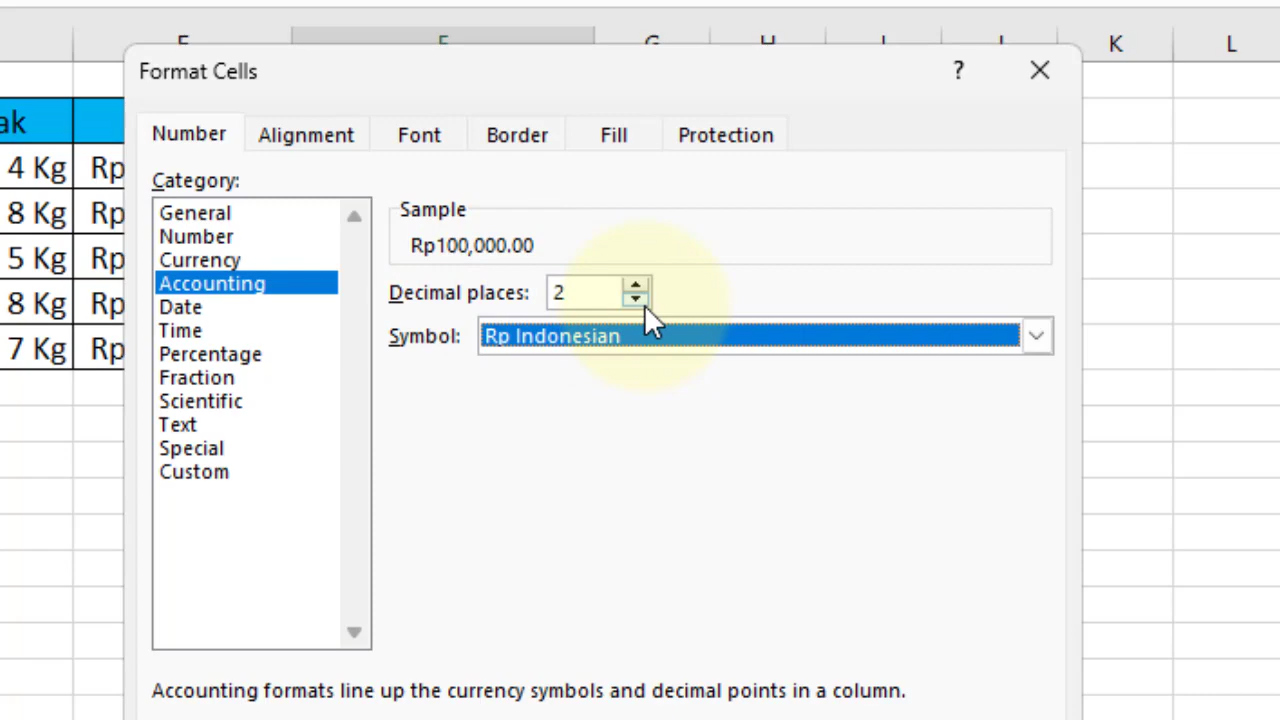 K L
Format Cells ?
ak
Number Alignment Font Border Fill Protection
4 Kg Rp
8 Kg Rp
5 Kg Rp
8 Kg Rp
7 Kg Rp
Category:
General
Number
Currency
Accounting
Date
Time
Percentage
Fraction
Scientific
Text
Special
Custom
Sample
Rp100,000.00
Decimal places: 2
Symbol: Rp Indonesian
Accounting formats line up the currency symbols and decimal points in a column.